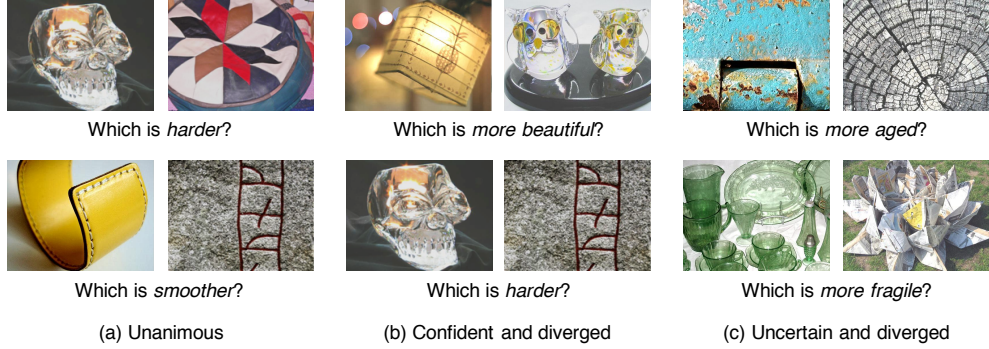 Which is harder?
Which is more beautiful?
Which is more aged?
Which is smoother?
Which is harder?
Which is more fragile?
(a) Unanimous
(b) Confident and diverged
(c) Uncertain and diverged